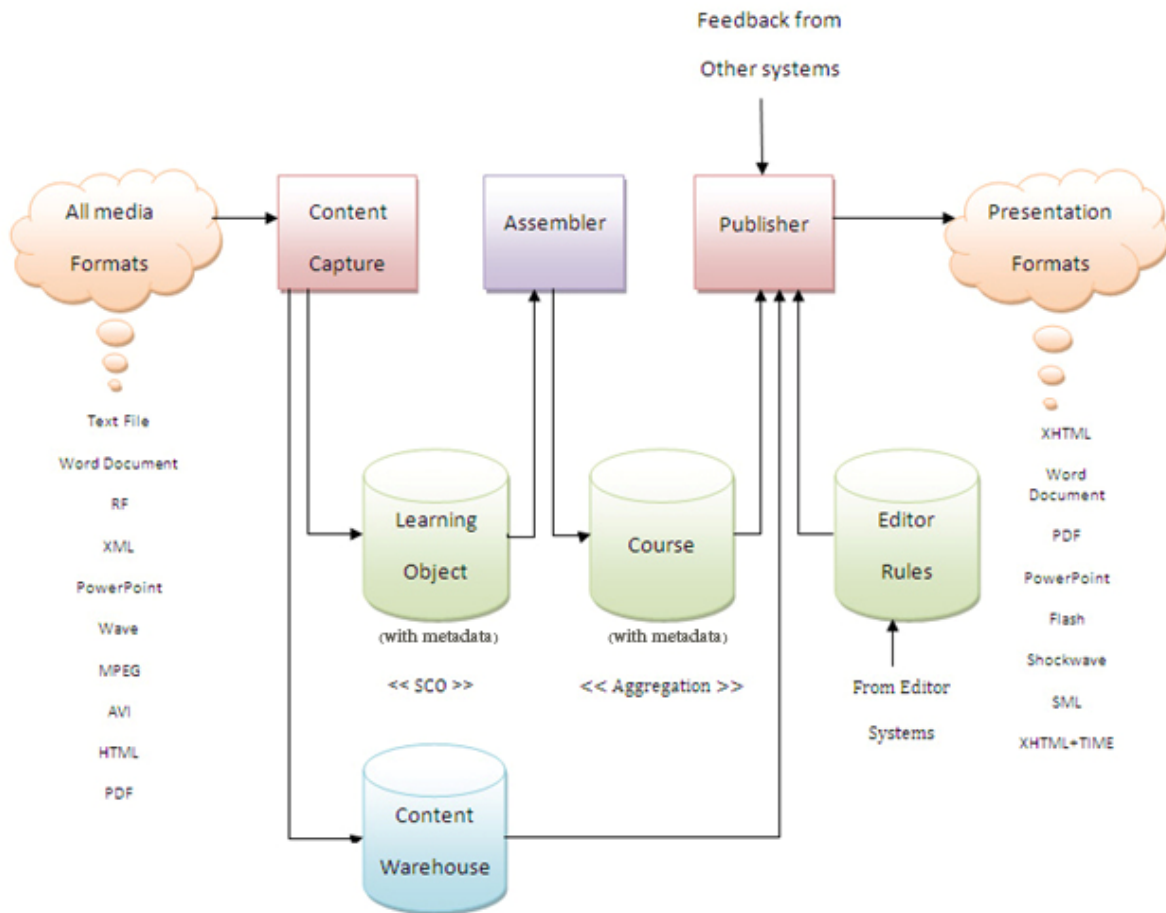 Feedback from
Other systems
All media
Formats
Content
Capture
Assembler
Publisher
Presentation
Formats
Text File
Word Document
RF
XML
PowerPoint
Wave
MPEG
AVI
HTML
PDF
Learning
Object
(with metadata)
<< SCO >>
Course
(with metadata)
<< Aggregation >>
Editor
Rules
From Editor
Systems
XHTML
Word
Document
PDF
PowerPoint
Flash
Shockwave
SML
XHTML+TIME
Content
Warehouse